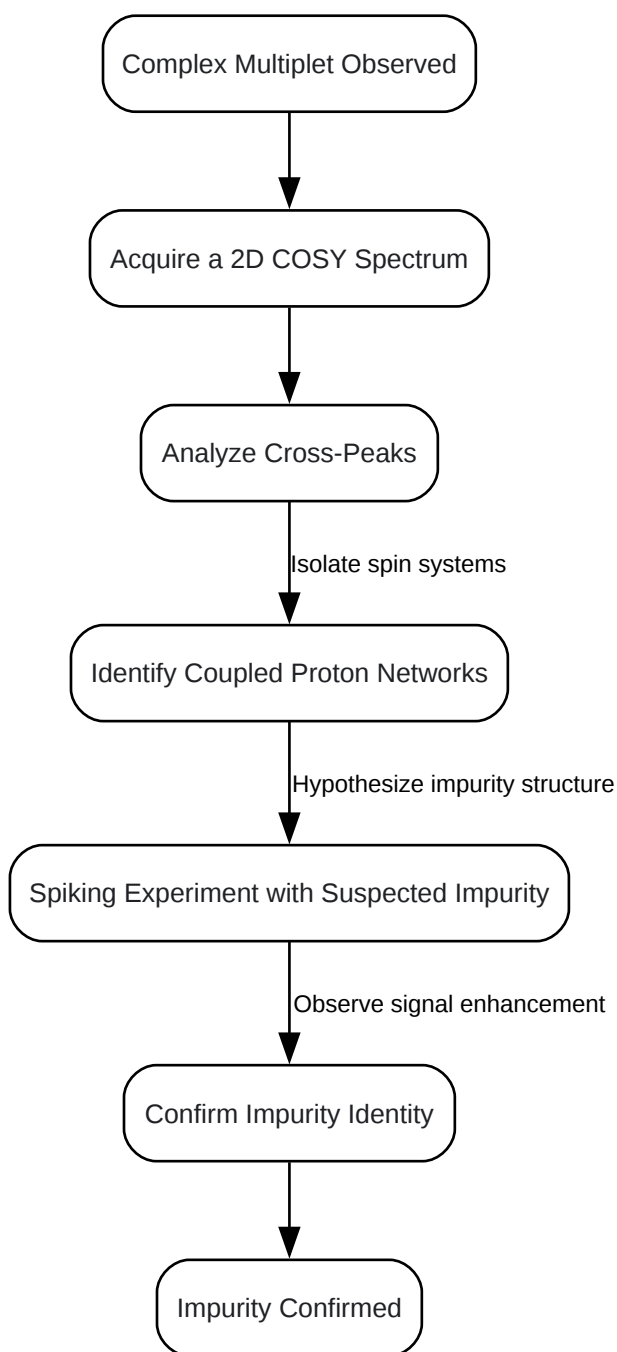 Complex Multiplet Observed
Acquire a 2D COSY Spectrum
Analyze Cross-Peaks
Isolate spin systems
Identify Coupled Proton Networks
Hypothesize impurity structure
Spiking Experiment with Suspected Impurity
Observe signal enhancement
Confirm Impurity Identity
Impurity Confirmed